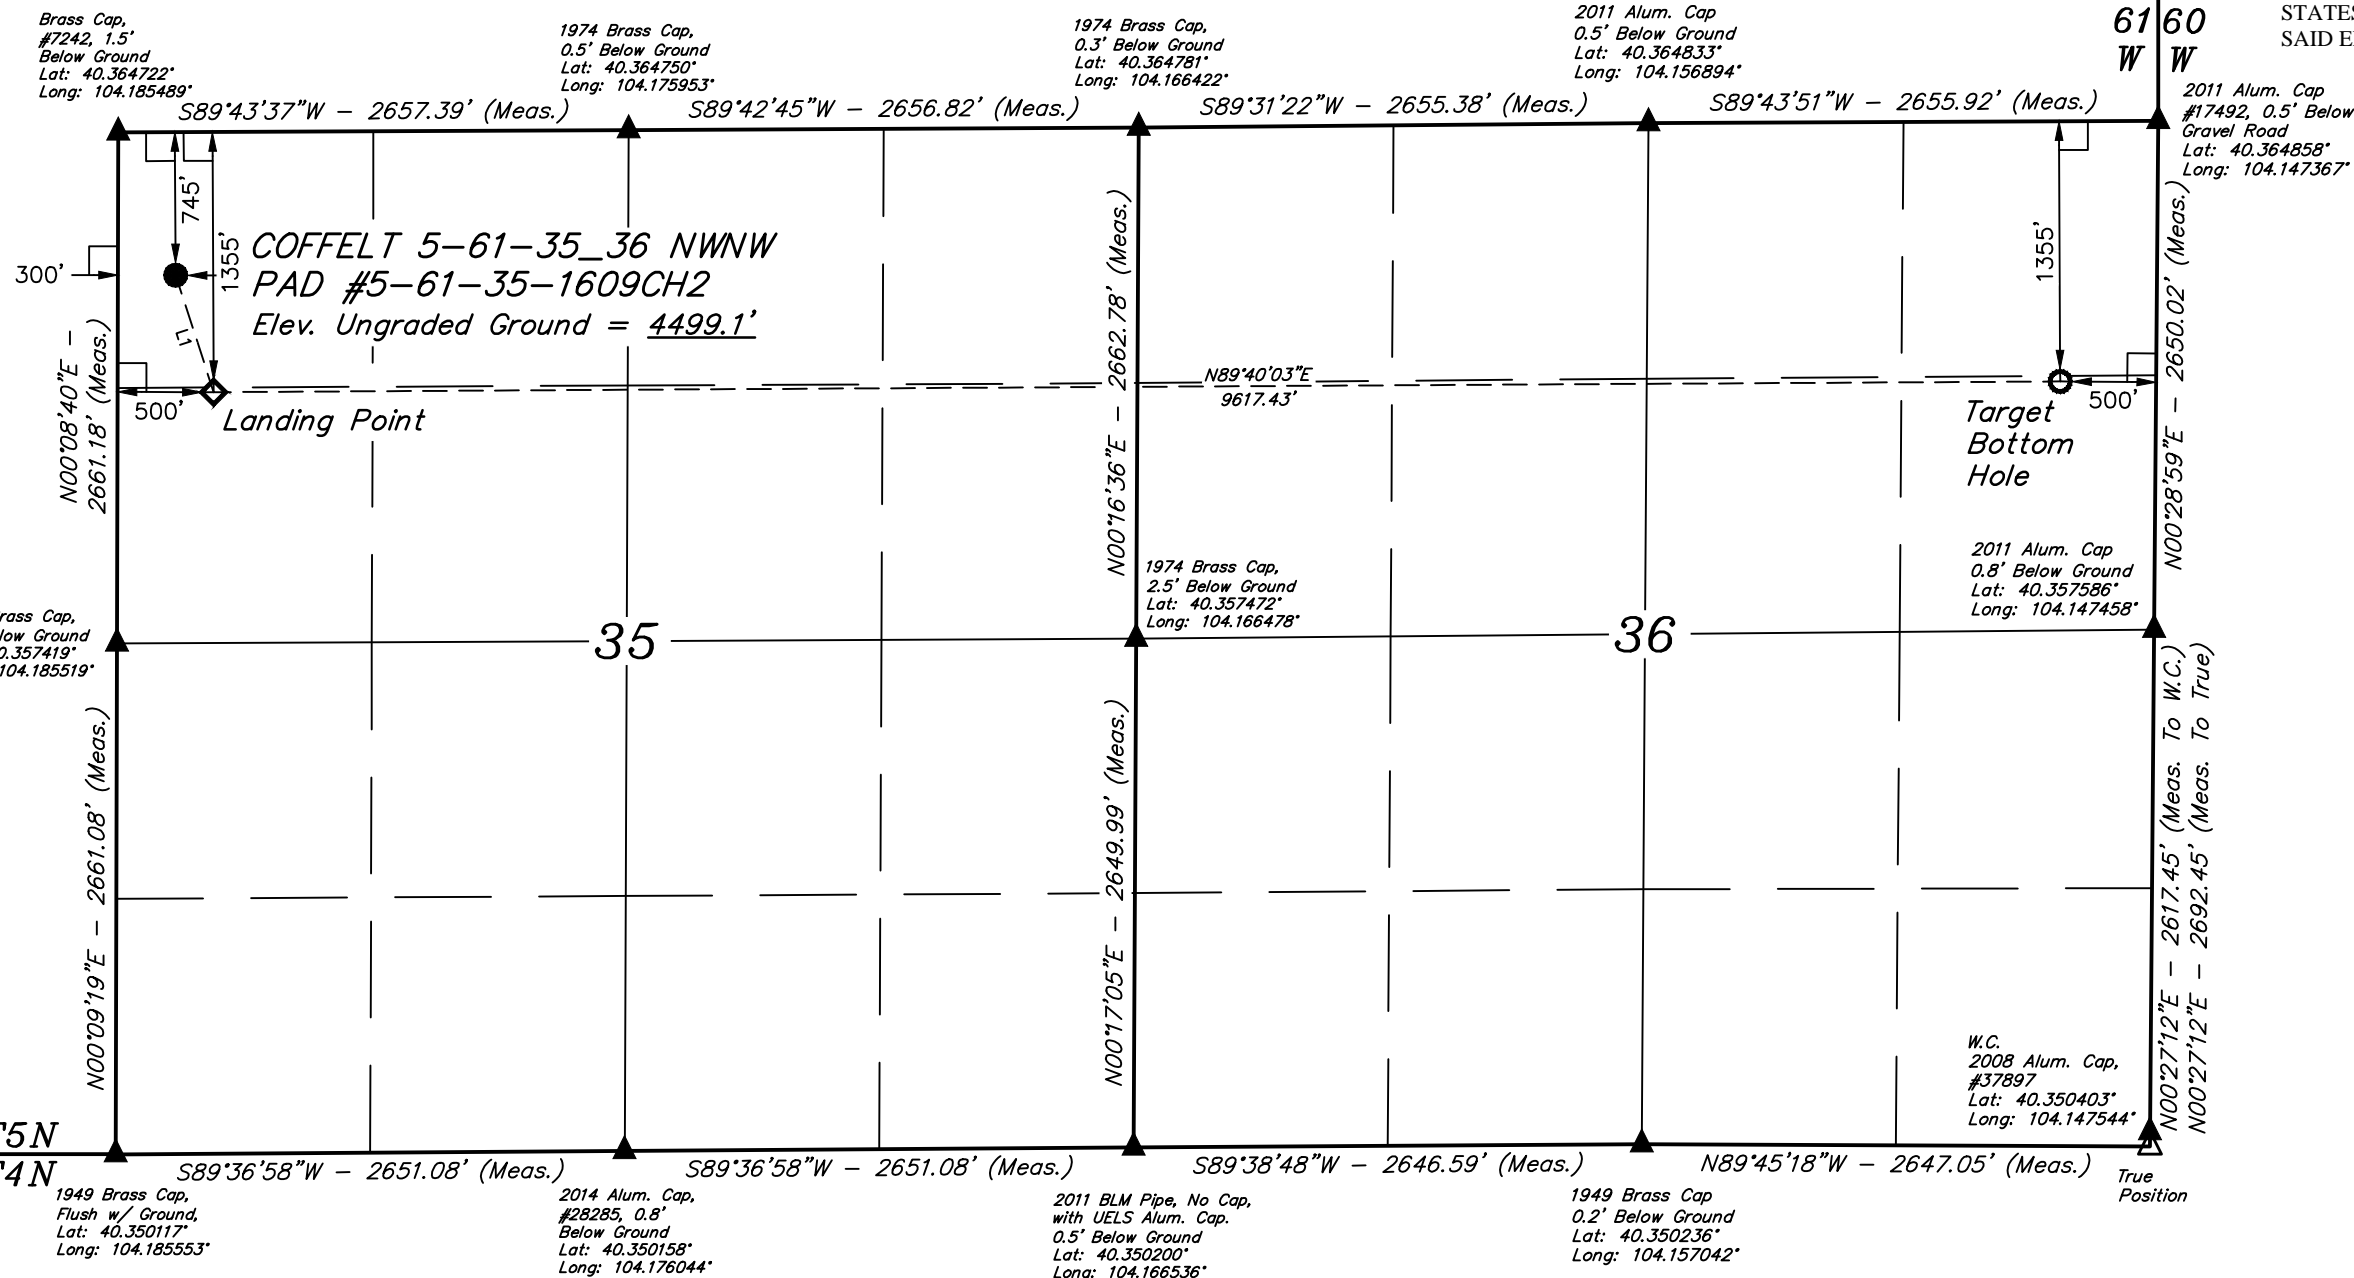 Brass Cap,
#7242, 1.5'
Below Ground
Lat: 40.364722°
Long: 104.185489°
1974 Brass Cap,
0.5' Below Ground
Lat: 40.364750°
Long: 104.175953°
1974 Brass Cap,
0.3' Below Ground
Lat: 40.364781°
Long: 104.166422°
2011 Alum. Cap
0.5' Below Ground
Lat: 40.364833°
Long: 104.156894°
61 60
W W
STATES
SAID
2011 Alum. Cap
#17492, 0.5' Below
Gravel Road
Lat: 40.364858°
Long: 104.147367°
S89°43'37"W - 2657.39' (Meas.)
S89°42'45"W - 2656.82' (Meas.)
S89°31'22"W - 2655.38' (Meas.)
S89°43'51"W - 2655.92' (Meas.)
745'
1355'
300'
COFFELT 5-61-35_36 NWNW
PAD #5-61-35-1609CH2
Elev. Ungraded Ground = 4499.1'
L1
500'
Landing Point
N00°08'40"E -
2661.18' (Meas.)
N00°16'36"E - 2662.78' (Meas.)
N89°40'03"E
9617.43'
1355'
500'
Target
Bottom
Hole
N00°28'59"E - 2650.02' (Meas.)
1974 Brass Cap,
2.5' Below Ground
Lat: 40.357472°
Long: 104.166478°
2011 Alum. Cap
0.8' Below Ground
Lat: 40.357586°
Long: 104.147458°
rass Cap,
low Ground
0.357419°
104.185519°
35
36
N00°09'19"E - 2661.08' (Meas.)
N00°17'05"E - 2649.99' (Meas.)
N00°27'12"E - 2617.45' (Meas. To W.C.)
N00°27'12"E - 2692.45' (Meas. To True)
W.C.
2008 Alum. Cap,
#37897
Lat: 40.350403°
Long: 104.147544°
T5N
T4N
S89°36'58"W - 2651.08' (Meas.)
S89°36'58"W - 2651.08' (Meas.)
S89°38'48"W - 2646.59' (Meas.)
N89°45'18"W - 2647.05' (Meas.)
True
Position
1949 Brass Cap,
Flush w/ Ground,
Lat: 40.350117°
Long: 104.185553°
2014 Alum. Cap,
#28285, 0.8'
Below Ground
Lat: 40.350158°
Long: 104.176044°
2011 BLM Pipe, No Cap,
with UELS Alum. Cap.
0.5' Below Ground
Lat: 40.350200°
Long: 104.166536°
1949 Brass Cap
0.2' Below Ground
Lat: 40.350236°
Long: 104.157042°